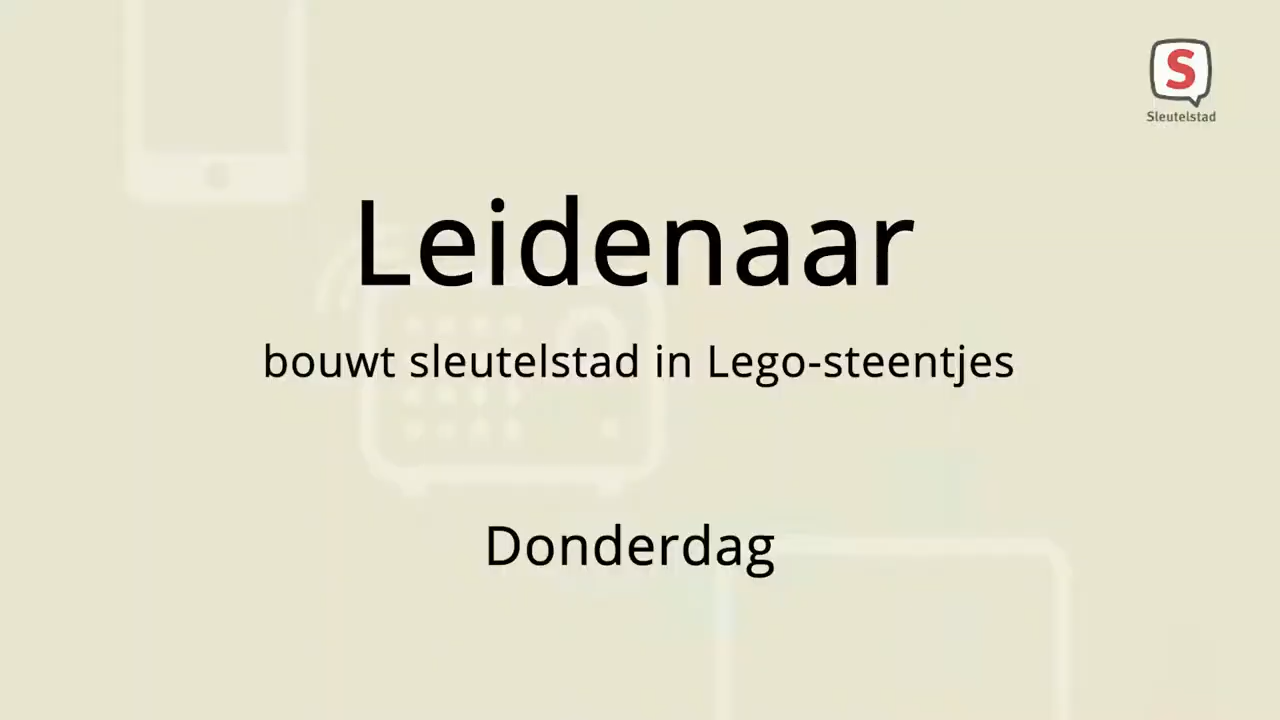 S
Sleutelstad
Leidenaar
bouwt sleutelstad in Lego-steentjes
Donderdag